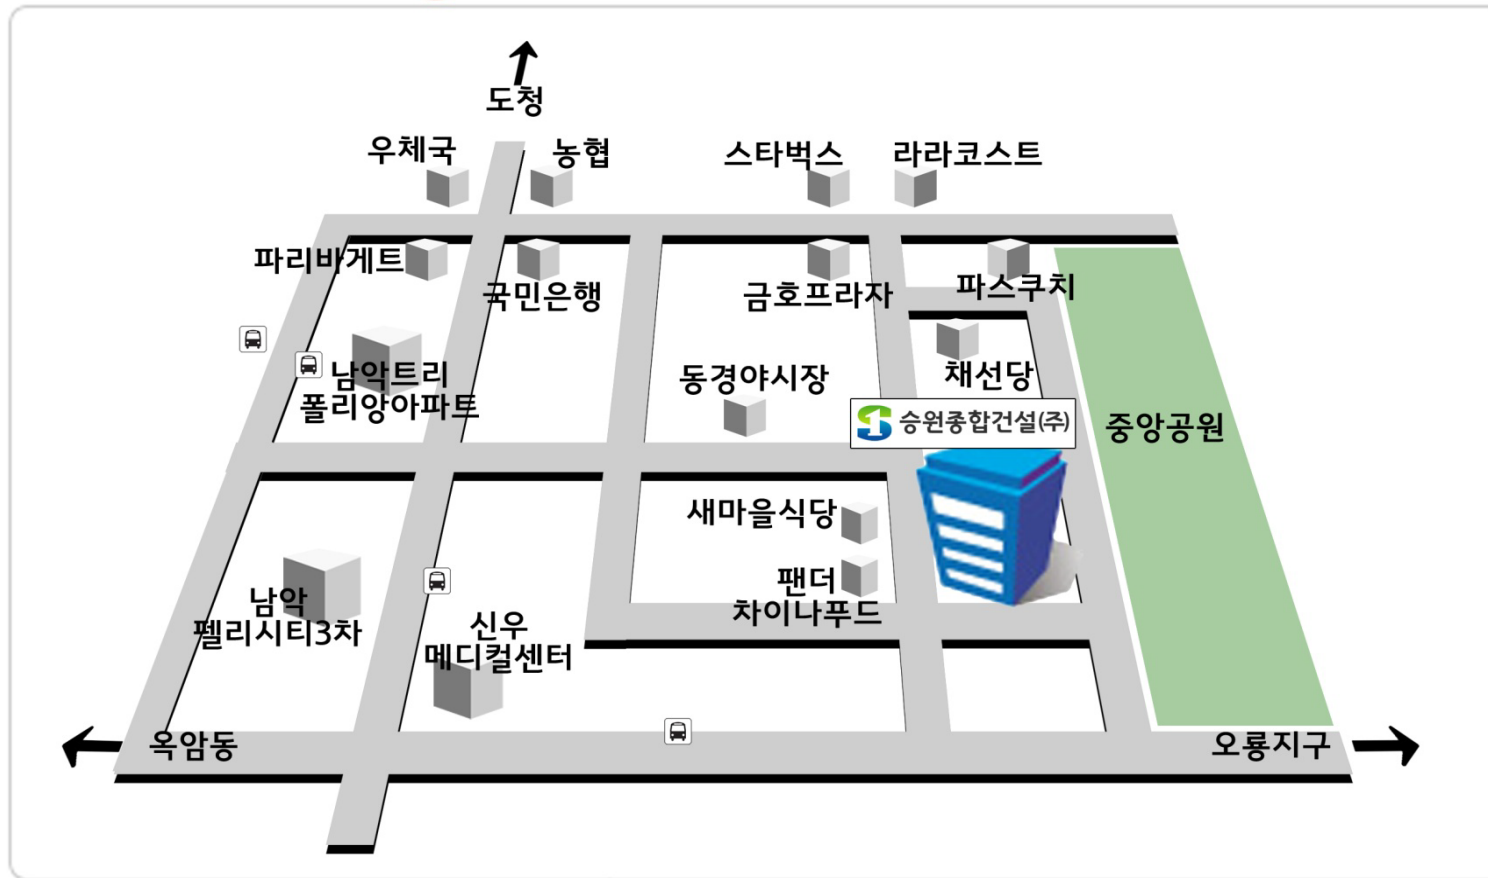 도청
우체국
농협
스타벅스
라라코스트
파리바게트
국민은행
금호프라자
파스쿠치
남악트리
폴리앙아파트
동경야시장
채선당
승원종합건설(주)
중앙공원
새마을식당
팬더
차이나푸드
남악
펠리시티3차
신우
메디컬센터
옥암동
오룡지구